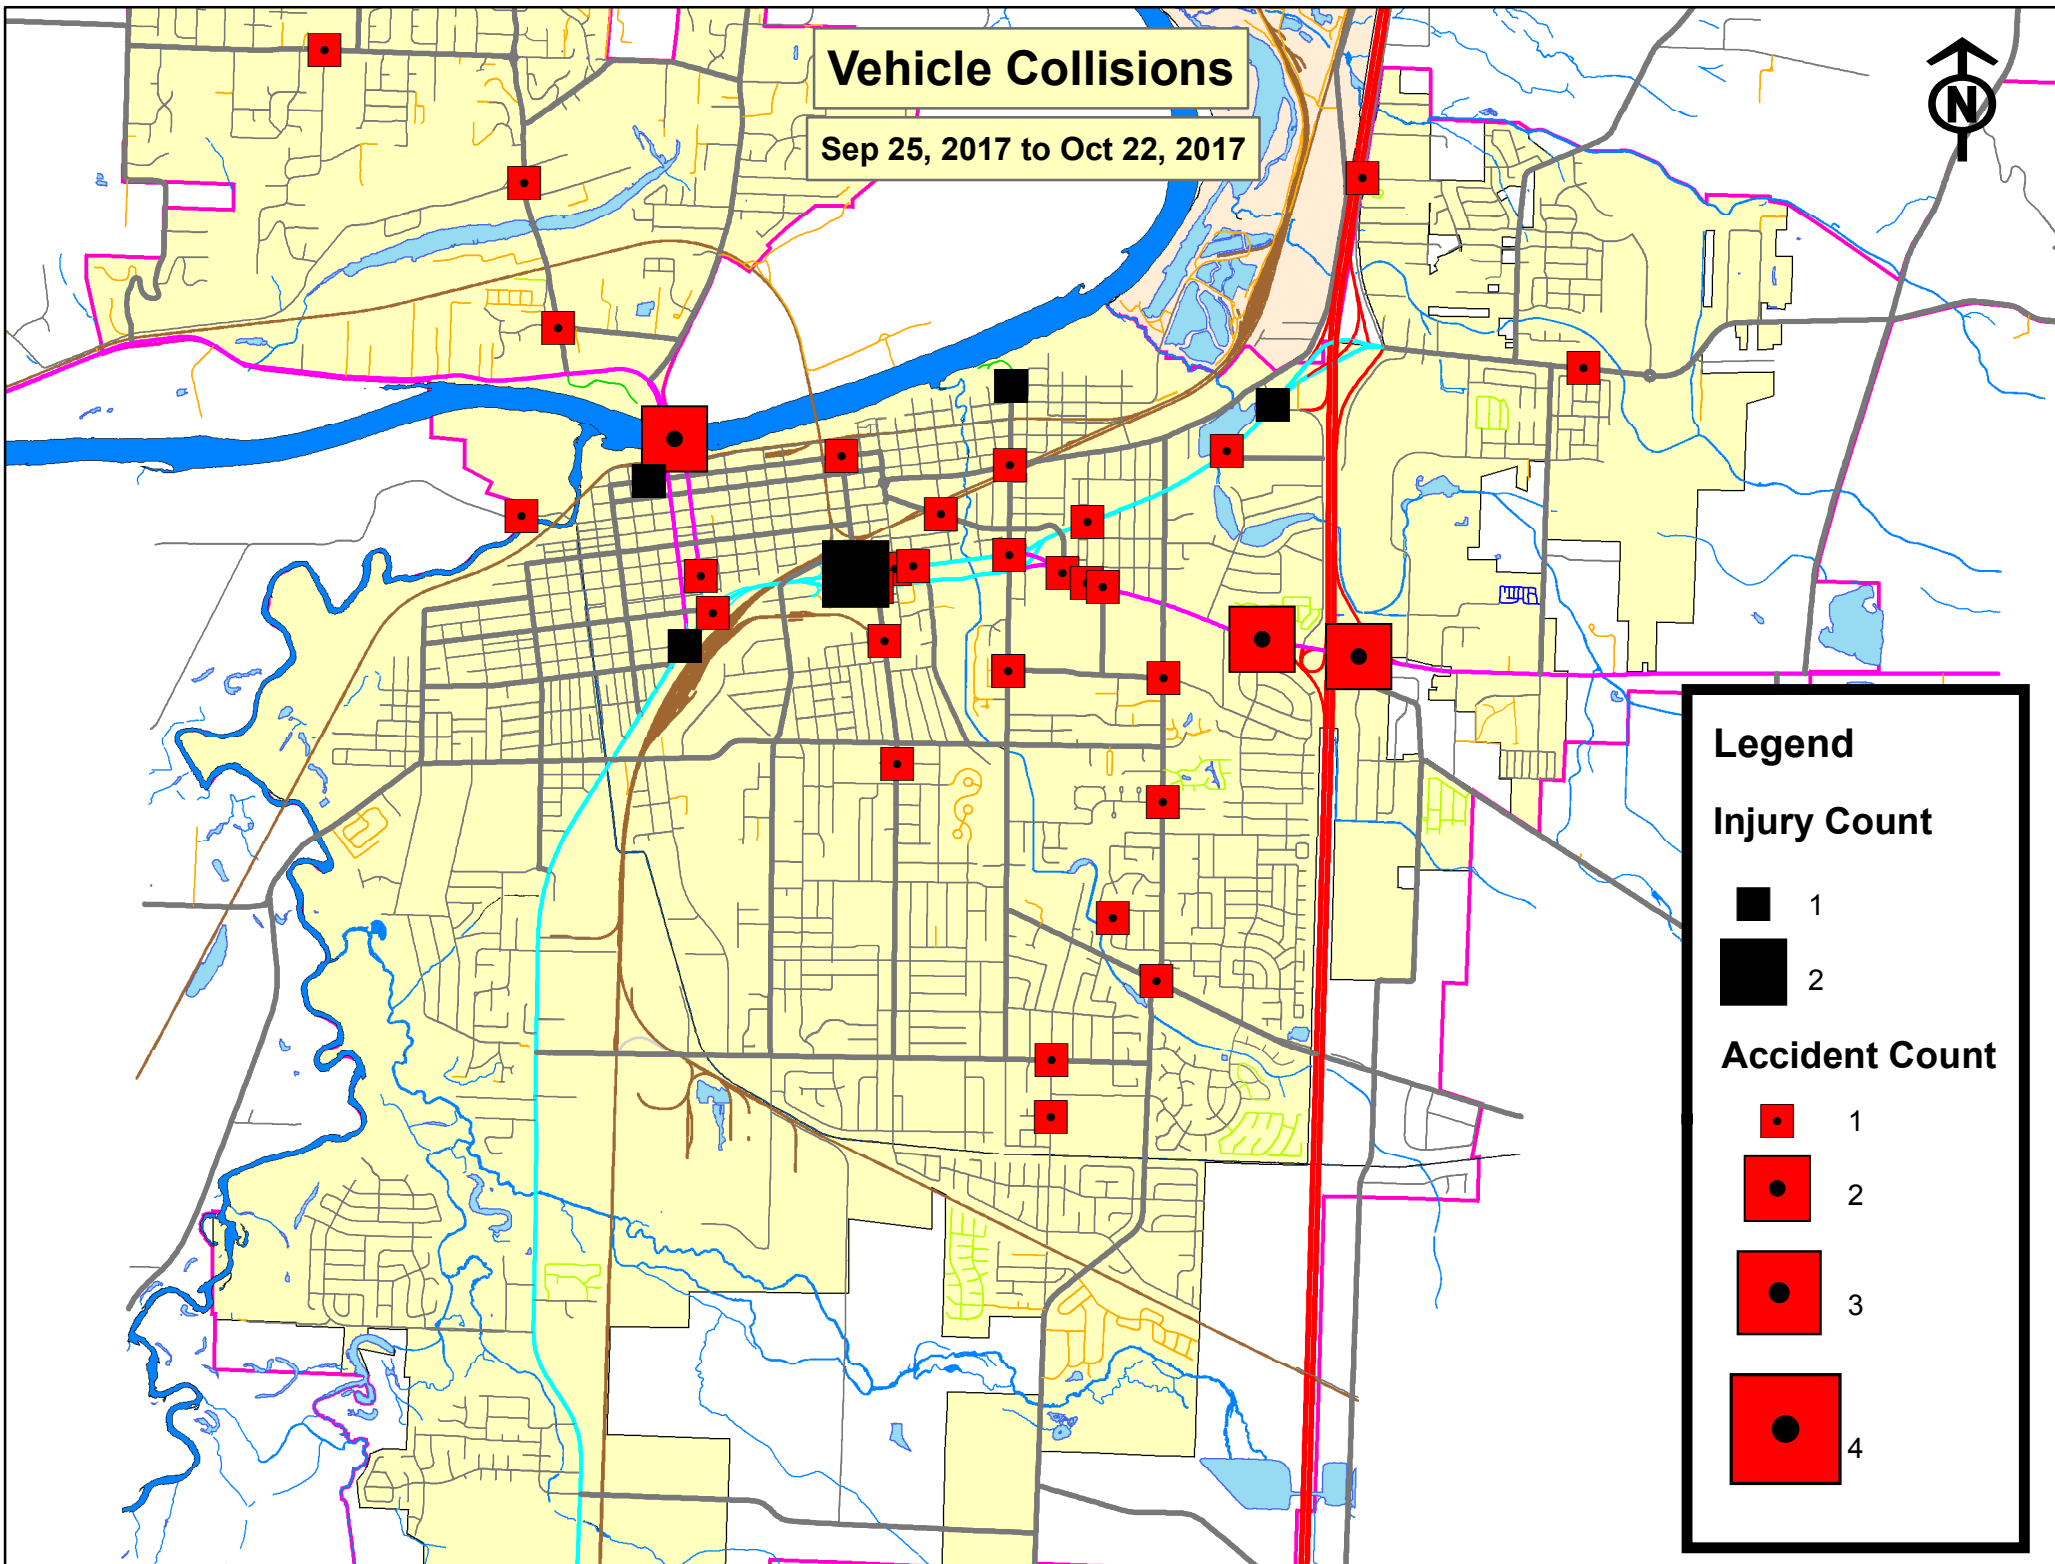 Vehicle Collisions
Sep 25, 2017 to Oct 22, 2017
N
Legend
Injury Count
1
2
Accident Count
1
2
3
4